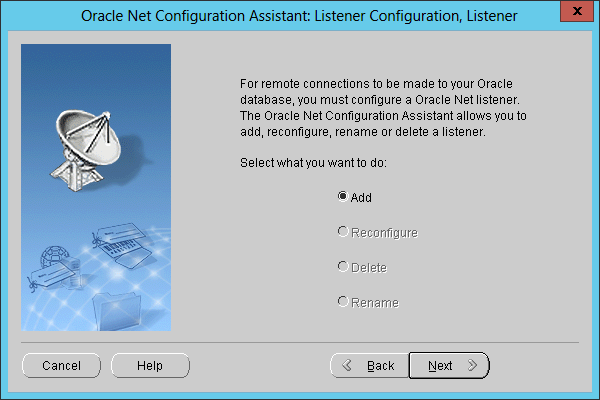 Oracle Net Configuration Assistant: Listener Configuration, Listener
x
For remote connections to be made to your Oracle
database, you must configure a Oracle Net listener.
The Oracle Net Configuration Assistant allows you to
add, reconfigure, rename or delete a listener.
Select what you want to do:
Add
Reconfigure
Delete
Rename
Cancel
Help
Back
Next